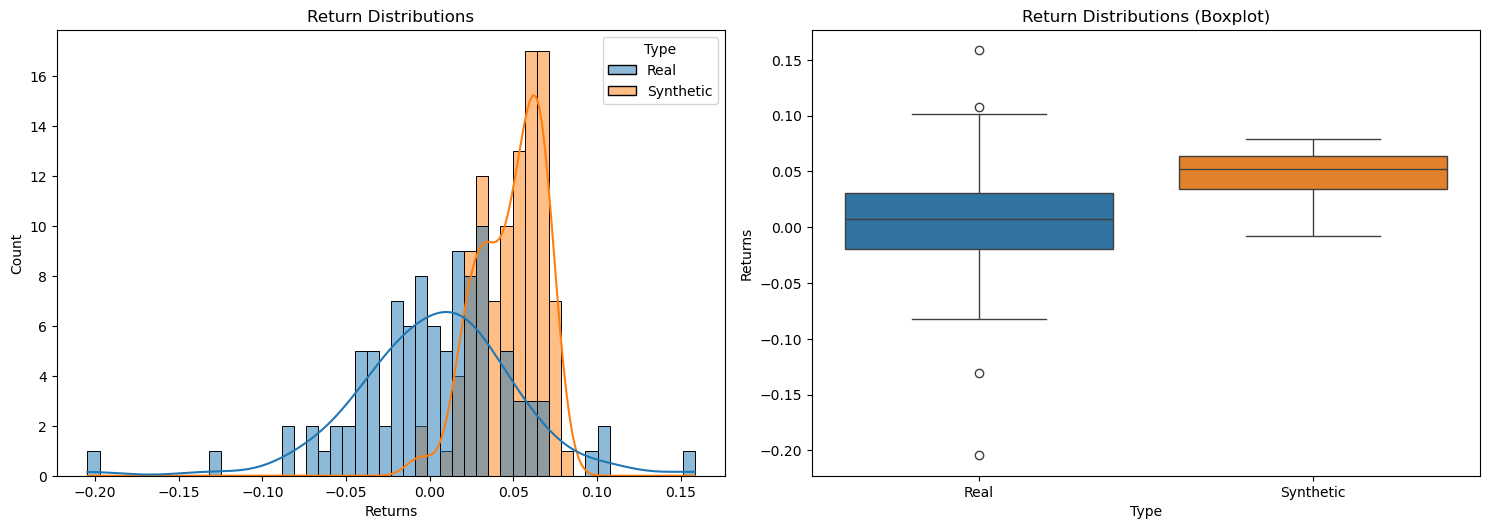 Return Distributions
Type
Real
Synthetic
16
14
12
10
8
6
4
2
0
Count
−0.20 −0.15 −0.10 −0.05 0.00 0.05 0.10 0.15
Returns
Return Distributions (Boxplot)
0.15
0.10
0.05
0.00
−0.05
−0.10
−0.15
−0.20
Returns
Real Synthetic
Type